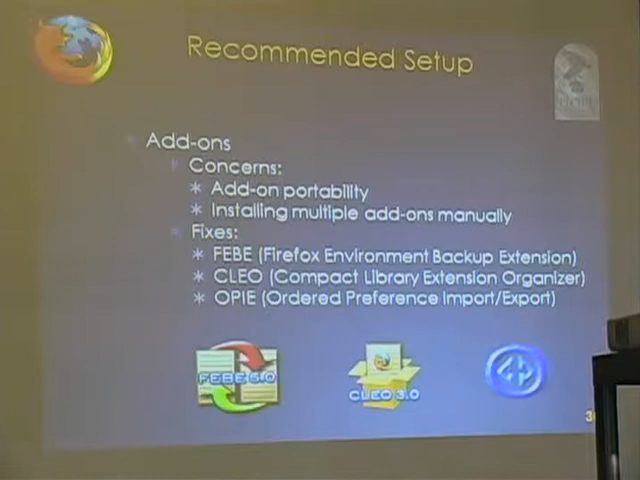 Recommended Setup
Add-ons
Concerns:
* Add-on portability
* Installing multiple add-ons manually
Fixes:
* FEBE (Firefox Environment Backup Extension)
* CLEO (Compact Library Extension Organizer)
* OPIE (Ordered Preference Import/Export)
FEBE 6.0
CLEO 3.0